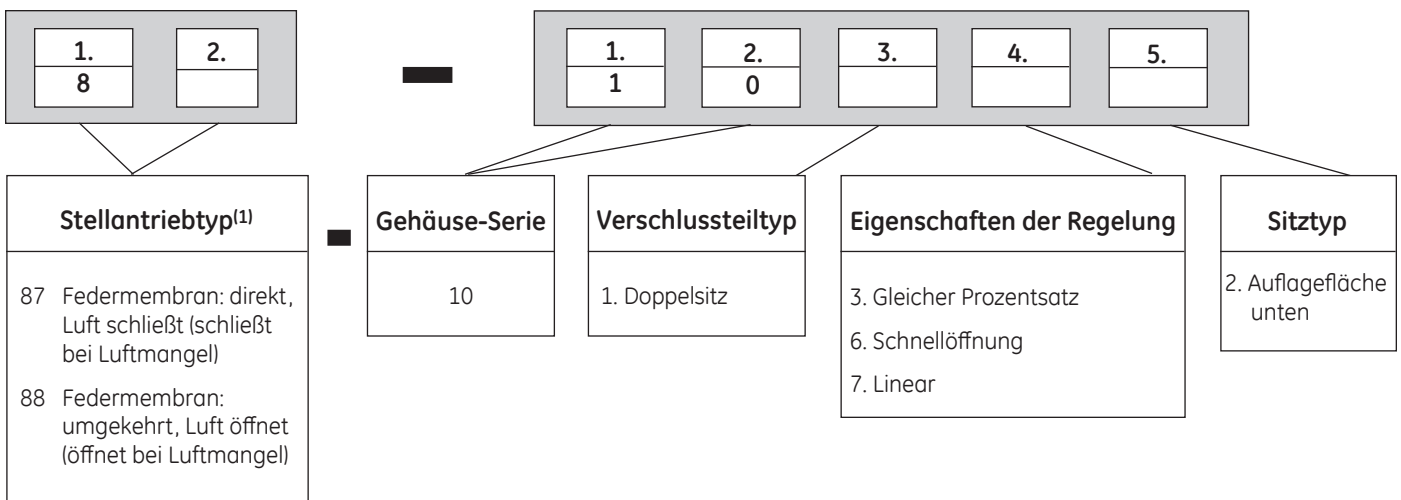 1. 2. 1. 2. 3. 4. 5.
8 1 0
Stellantriebtyp(1)
87 Federmembran: direkt,
Luft schließt (schließt
bei Luftmangel)
88 Federmembran:
umgekehrt, Luft öffnet
(öffnet bei Luftmangel)
Gehäuse-Serie
10
Verschlussteiltyp
1. Doppelsitz
Eigenschaften der Regelung
3. Gleicher Prozentsatz
6. Schnellöffnung
7. Linear
Sitztyp
2. Auflagefläche
unten